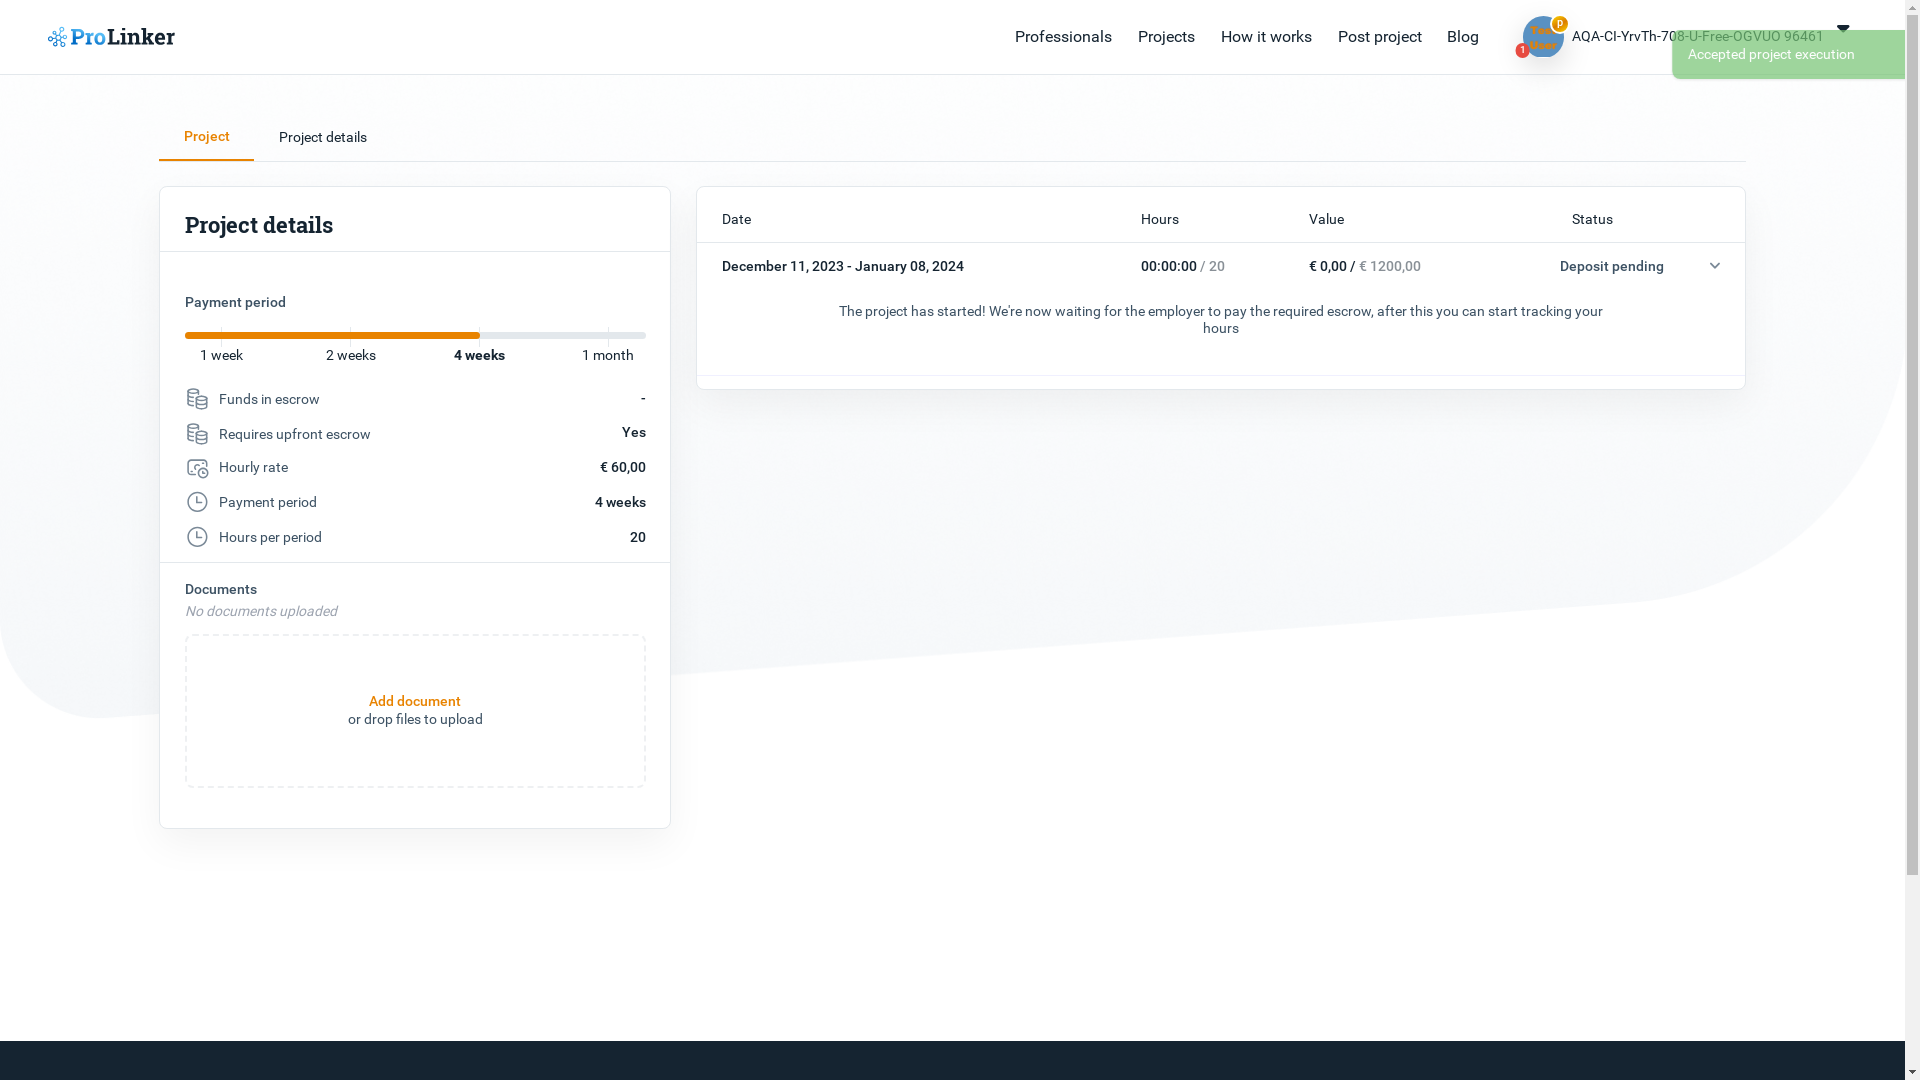 ProLinker
Professionals
Projects
How it works
Post project
Blog
Test
User
p
1
AQA-CI-YrvTh-708-U-Free-OGVUO 96461
Accepted project execution
Project
Project details
Project details
Payment period
1 week
2 weeks
4 weeks
1 month
Funds in escrow
-
Requires upfront escrow
Yes
Hourly rate
€ 60,00
Payment period
4 weeks
Hours per period
20
Documents
No documents uploaded
Add document
or drop files to upload
Date
Hours
Value
Status
December 11, 2023 - January 08, 2024
00:00:00 / 20
€ 0,00 / € 1200,00
Deposit pending
The project has started! We're now waiting for the employer to pay the required escrow, after this you can start tracking your
hours